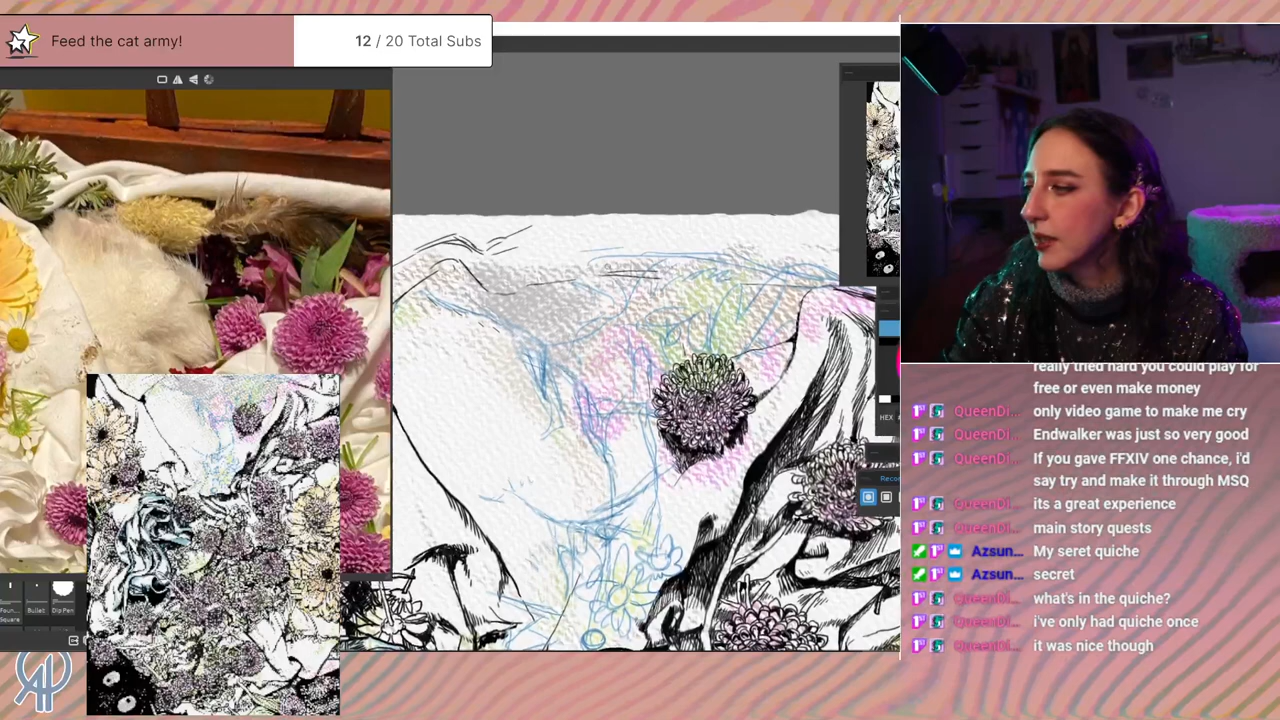 Feed the cat army!
12 / 20 Total Subs
really tried hard you could play for
free or even make money
QueenDi... only video game to make me cry
QueenDi... Endwalker was just so very good
QueenDi... If you gave FFXIV one chance, i'd
say try and make it through MSQ
QueenDi... its a great experience
QueenDi... main story quests
Azsun... My seret quiche
Azsun... secret
QueenDi... what's in the quiche?
QueenDi... i've only had quiche once
QueenDi... it was nice though
HEX
Recor
Foun...
Square
Bullet
Dip Pen